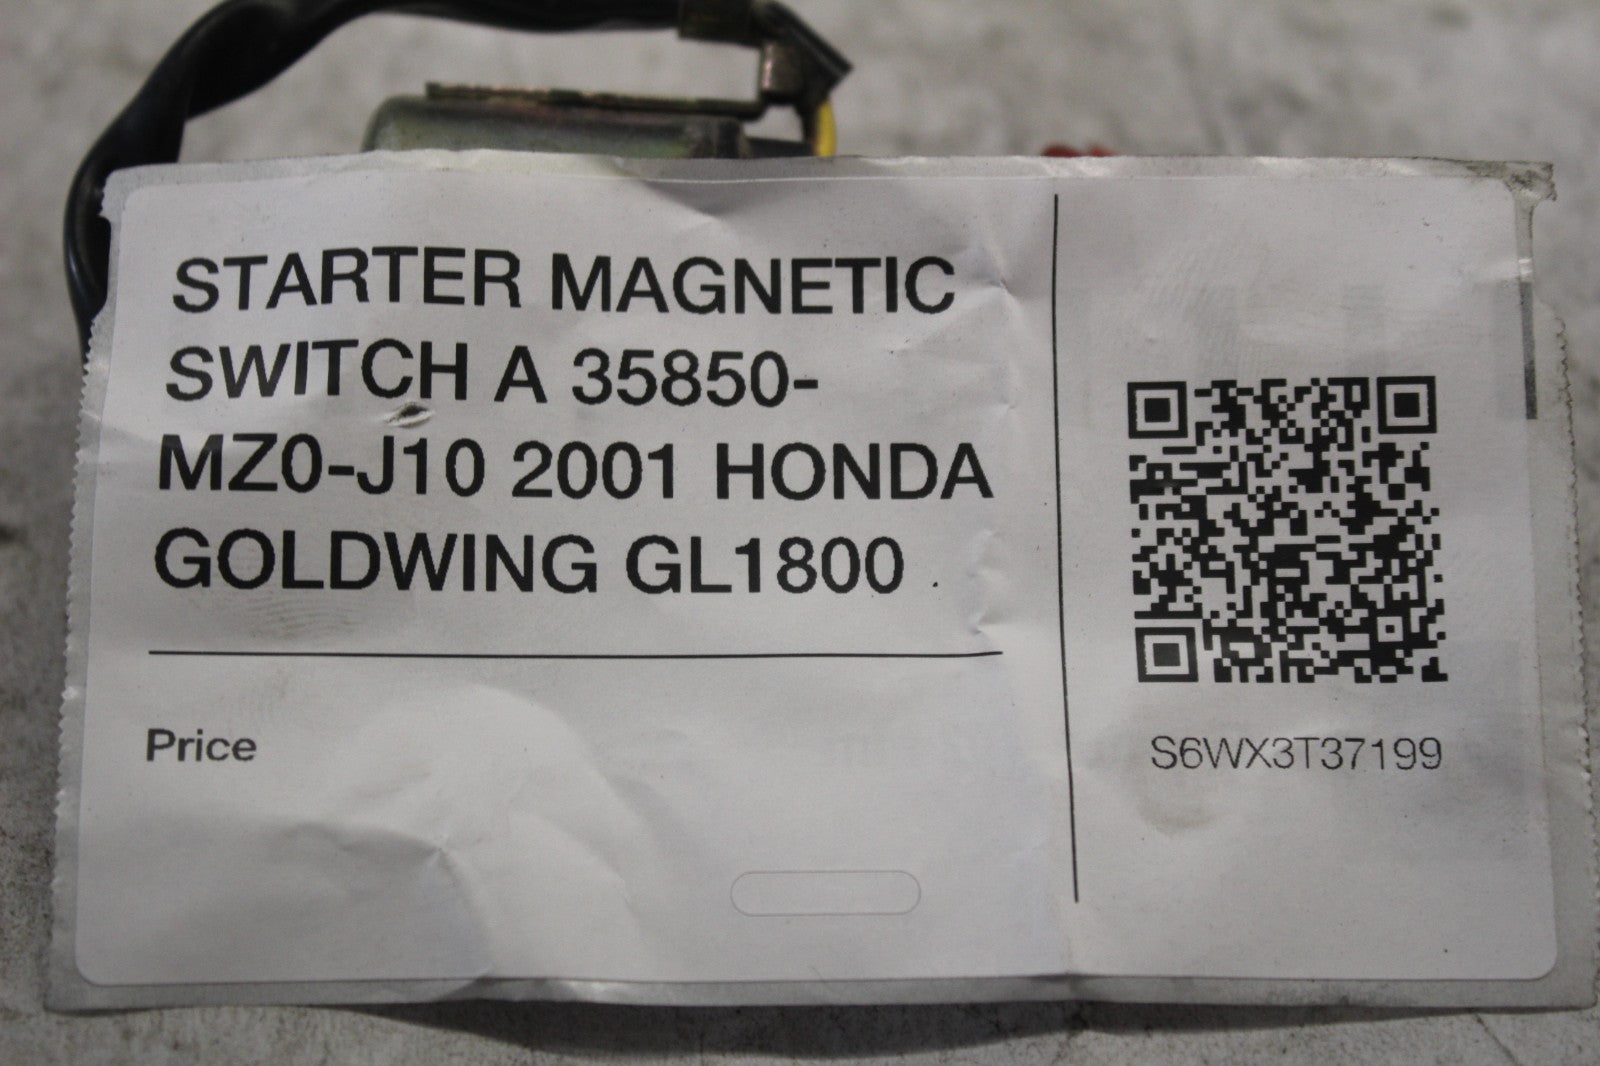 STARTER MAGNETIC
SWITCH A 35850-
MZ0-J10 2001 HONDA
GOLDWING GL1800
Price
S6WX3T37199